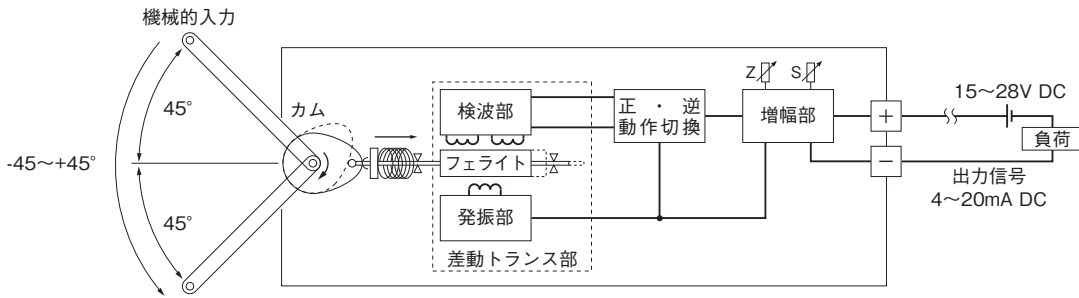 機械的入力
45°
-45～+45°
45°
カム
検波部
フェライト
発振部
差動トランス部
正・逆
動作切換
Z
S
増幅部
+
−
15～28V DC
負荷
出力信号
4～20mA DC